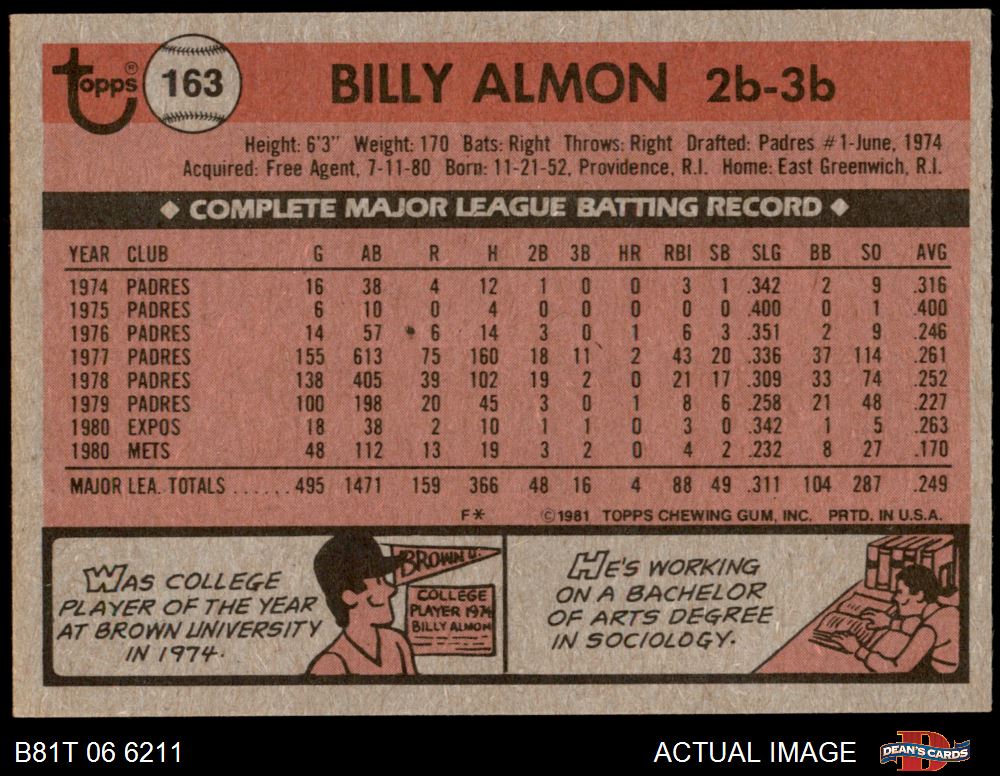 topps® 163 BILLY ALMON 2b-3b
Height: 6'3" Weight: 170 Bats: Right Throws: Right Drafted: Padres #1-June, 1974
Acquired: Free Agent, 7-11-80 Born: 11-21-52, Providence, R.I. Home: East Greenwich, R.I.
◆ COMPLETE MAJOR LEAGUE BATTING RECORD ◆
YEAR CLUB G AB R H 2B 3B HR RBI SB SLG BB SO AVG
1974 PADRES 16 38 4 12 1 0 0 3 1 .342 2 9 .316
1975 PADRES 6 10 0 4 0 0 0 0 0 .400 0 1 .400
1976 PADRES 14 57 6 14 3 0 1 6 3 .351 2 9 .246
1977 PADRES 155 613 75 160 18 11 2 43 20 .336 37 114 .261
1978 PADRES 138 405 39 102 19 2 0 21 17 .309 33 74 .252
1979 PADRES 100 198 20 45 3 0 1 8 6 .258 21 48 .227
1980 EXPOS 18 38 2 10 1 1 0 3 0 .342 1 5 .263
1980 METS 48 112 13 19 3 2 0 4 2 .232 8 27 .170
MAJOR LEA. TOTALS ...... 495 1471 159 366 48 16 4 88 49 .311 104 287 .249
F* ©1981 TOPPS CHEWING GUM, INC. PRTD. IN U.S.A.
WAS COLLEGE
PLAYER OF THE YEAR
AT BROWN UNIVERSITY
IN 1974.
BROWN U.
COLLEGE
PLAYER 1974
BILLY ALMON
HE'S WORKING
ON A BACHELOR
OF ARTS DEGREE
IN SOCIOLOGY.
B81T 06 6211 ACTUAL IMAGE DEAN'S CARDS